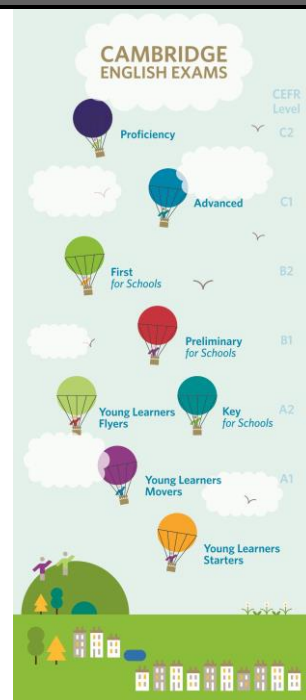 CAMBRIDGE
ENGLISH EXAMS
CEFR
Level
Proficiency
C2
Advanced
C1
First
for Schools
B2
Preliminary
for Schools
B1
Young Learners
Flyers
Key
for Schools
A2
Young Learners
Movers
A1
Young Learners
Starters